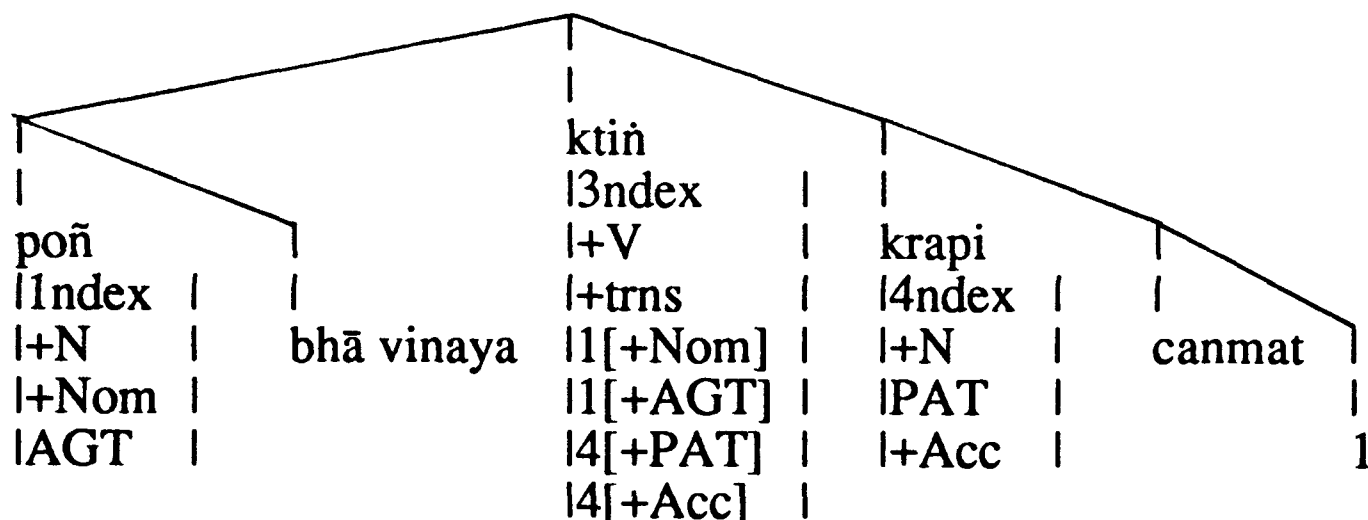 poñ
|1ndex |
|+N |
|+Nom |
|AGT |
bhā vinaya
ktiṅ
|3ndex |
|+V |
|+trns |
|1[+Nom] |
|1[+AGT] |
|4[+PAT] |
|4[+Acc] |
krapi
|4ndex |
|+N |
|PAT |
|+Acc |
canmat
1